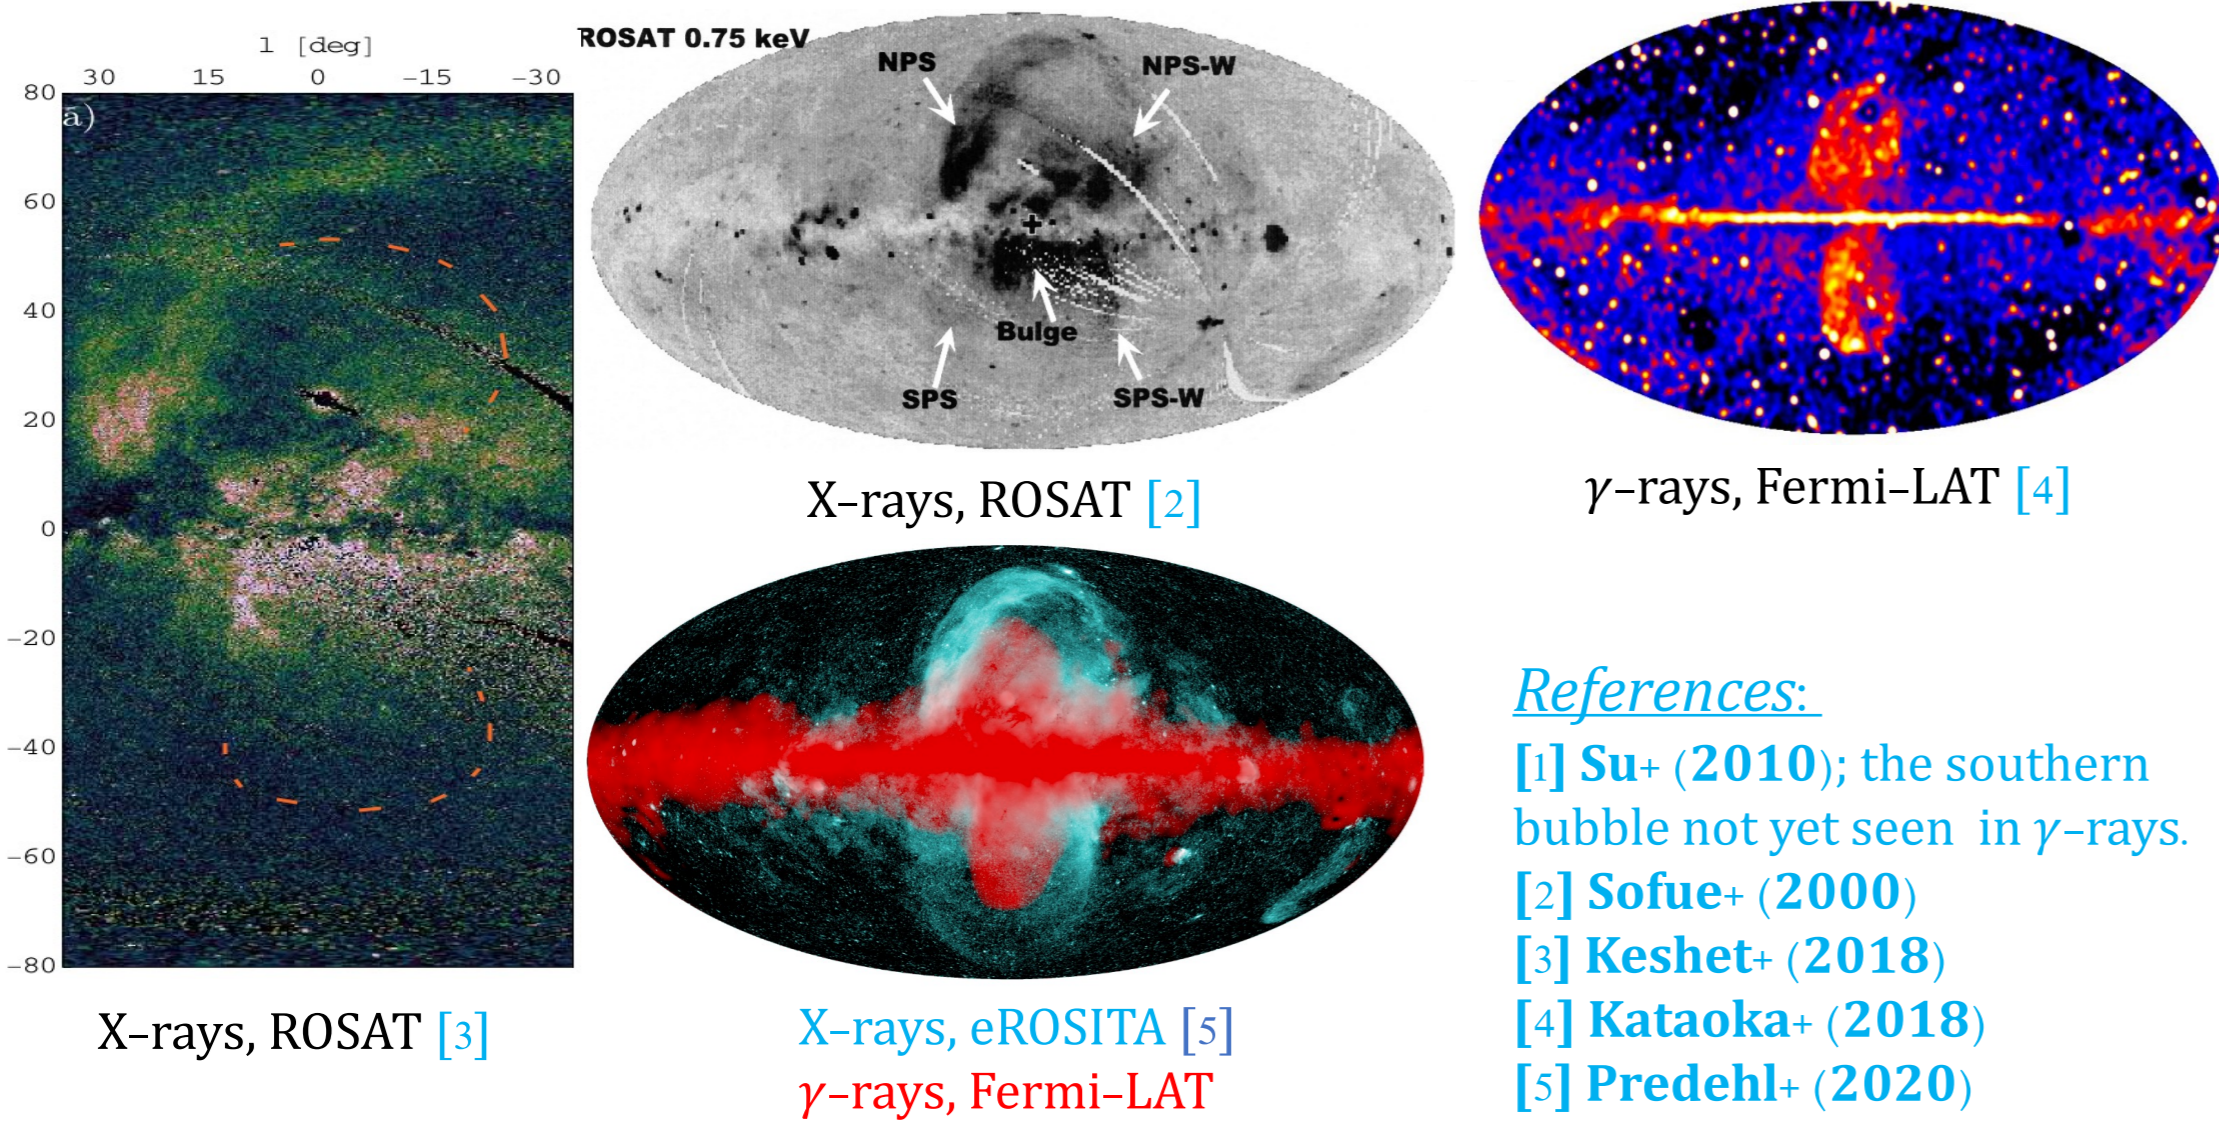 l [deg]
30 15 0 −15 −30
80
a)
60
40
20
0
−20
−40
−60
−80
X–rays, ROSAT [3]
ROSAT 0.75 keV
NPS
NPS-W
Bulge
SPS
SPS-W
X–rays, ROSAT [2]
γ–rays, Fermi–LAT [4]
X–rays, eROSITA [5]
γ–rays, Fermi–LAT
References:
[1] Su+ (2010); the southern
bubble not yet seen in γ–rays.
[2] Sofue+ (2000)
[3] Keshet+ (2018)
[4] Kataoka+ (2018)
[5] Predehl+ (2020)